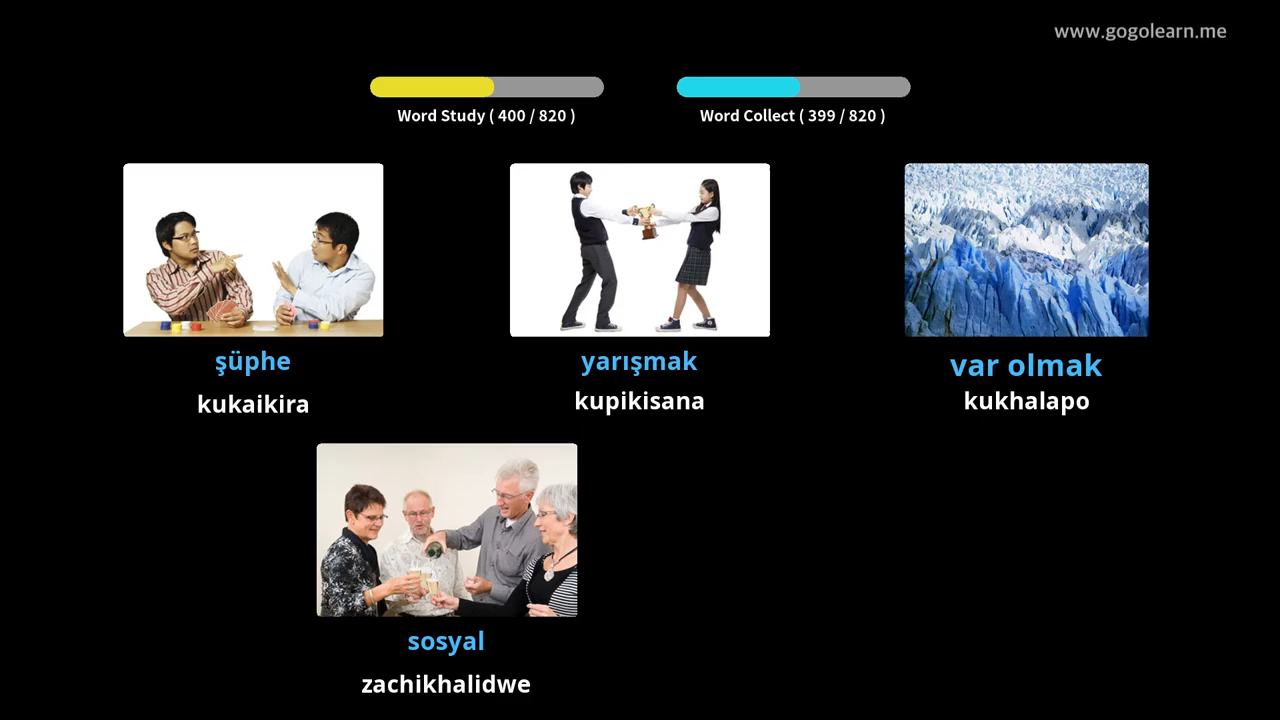 www.gogolearn.me
Word Study ( 400 / 820 )
Word Collect ( 399 / 820 )
şüphe
kukaikira
yarışmak
kupikisana
var olmak
kukhalapo
sosyal
zachikhalidwe